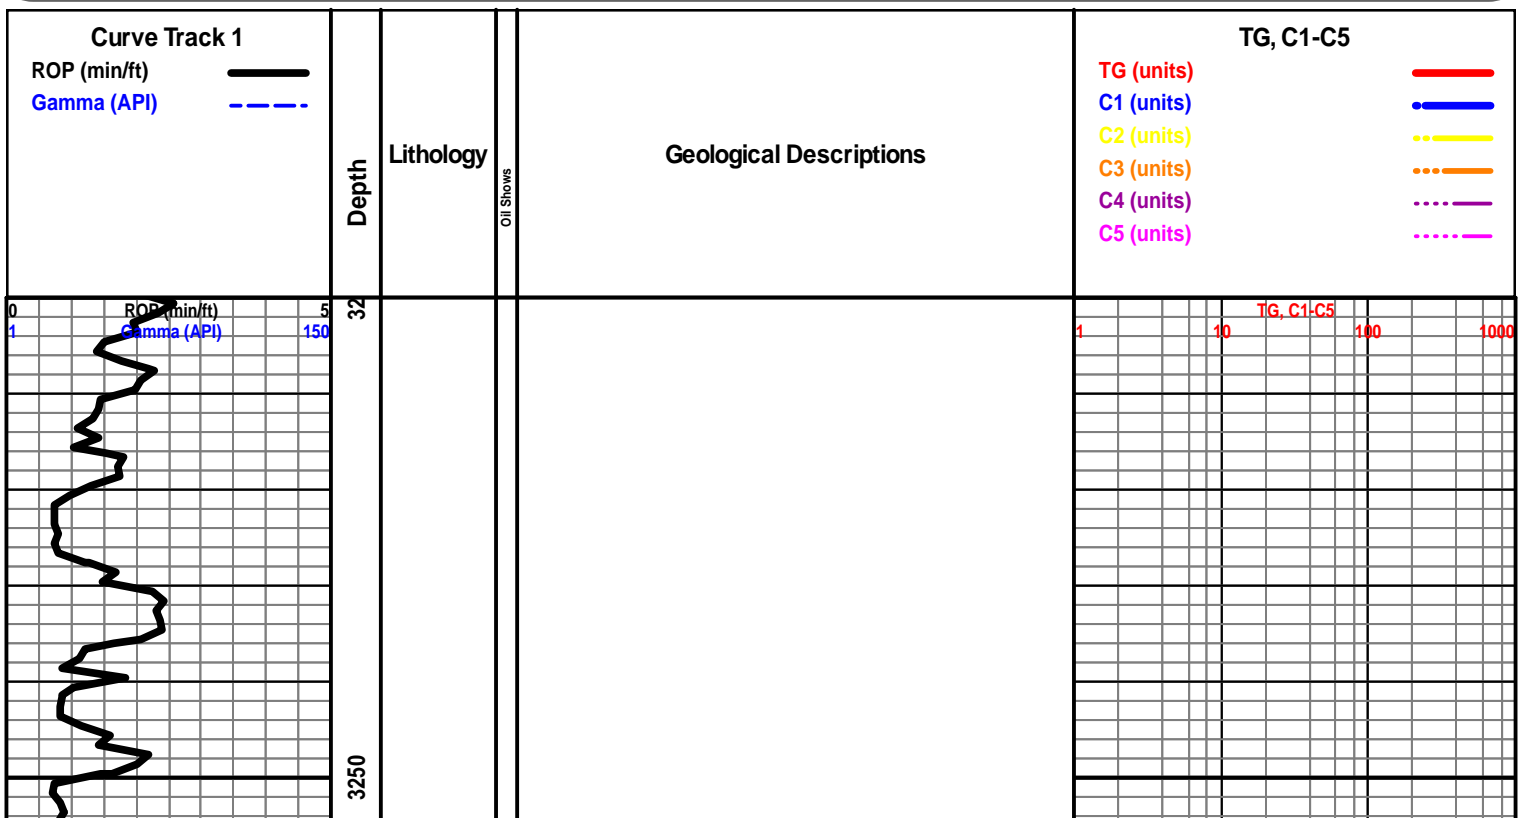 Curve Track 1
ROP (min/ft)
Gamma (API)
Depth
Lithology
Oil Shows
Geological Descriptions
TG, C1-C5
TG (units)
C1 (units)
C2 (units)
C3 (units)
C4 (units)
C5 (units)
0 ROP (min/ft) 5
1 Gamma (API) 150
32
TG, C1-C5
1 10 100 1000
3250